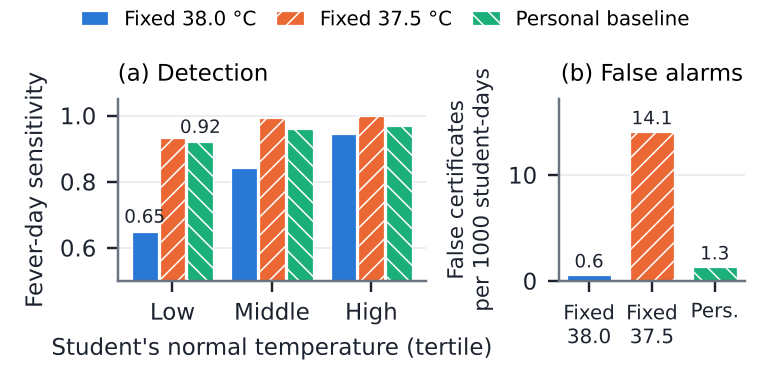 Fixed 38.0 °C Fixed 37.5 °C Personal baseline
(a) Detection
Fever-day sensitivity
1.0
0.8
0.6
0.65
0.92
Low Middle High
Student's normal temperature (tertile)
(b) False alarms
False certificates
per 1000 student-days
10
0
0.6
14.1
1.3
Fixed
38.0
Fixed
37.5
Pers.